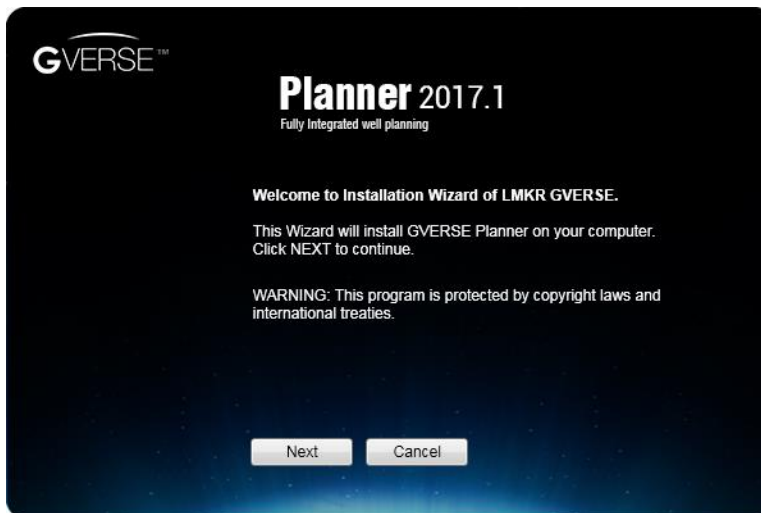 GVERSE™
Planner 2017.1
Fully Integrated well planning
Welcome to Installation Wizard of LMKR GVERSE.
This Wizard will install GVERSE Planner on your computer.
Click NEXT to continue.
WARNING: This program is protected by copyright laws and
international treaties.
Next Cancel